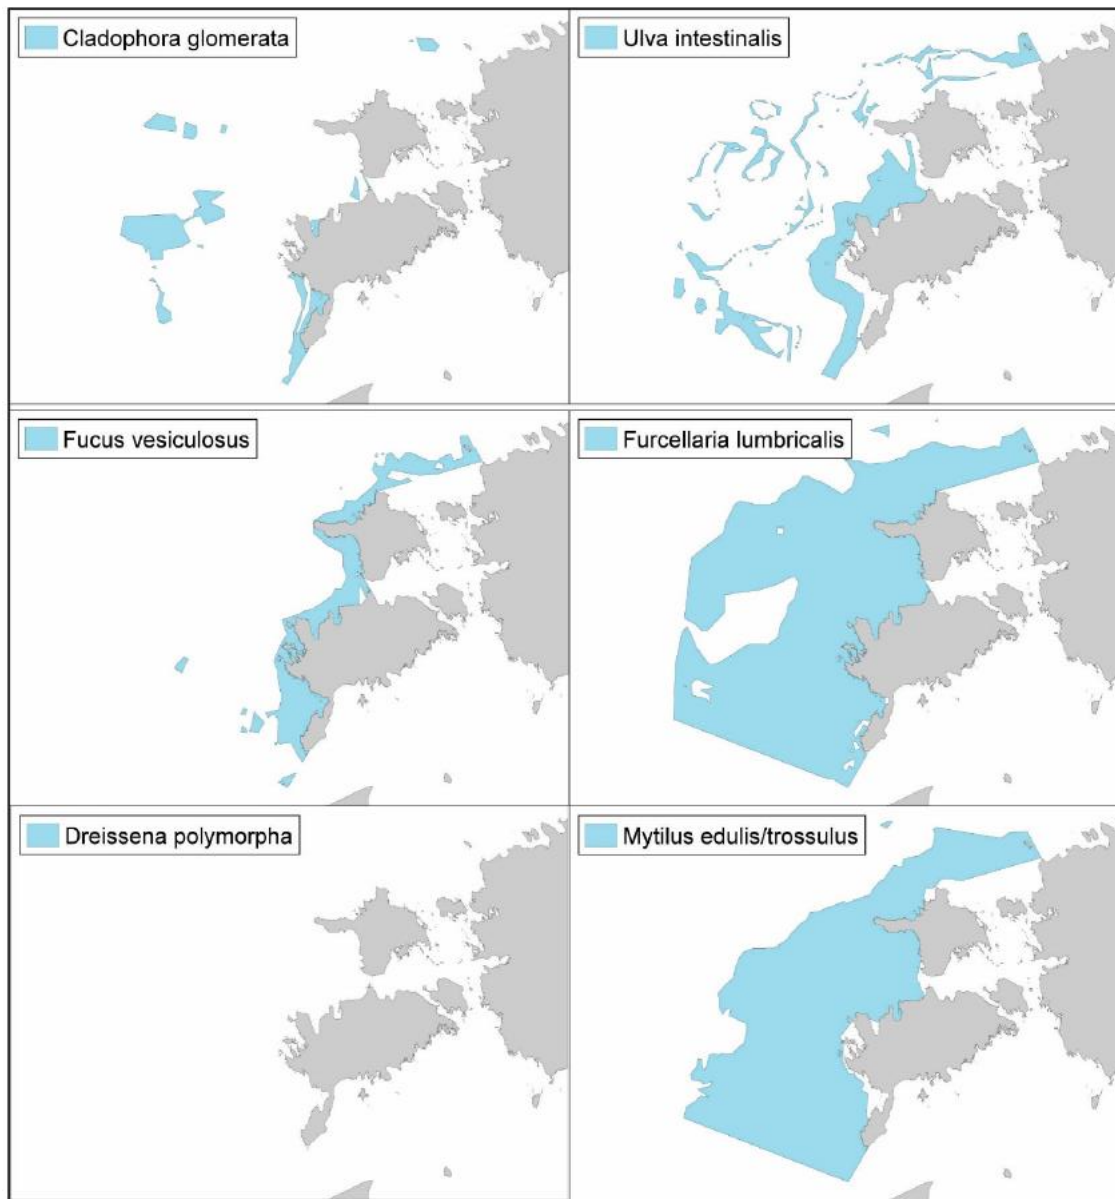 Cladophora glomerata
Ulva intestinalis
Fucus vesiculosus
Furcellaria lumbricalis
Dreissena polymorpha
Mytilus edulis/trossulus